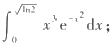 ∫₀^{√(ln2)} x³e^{-x²}dx;